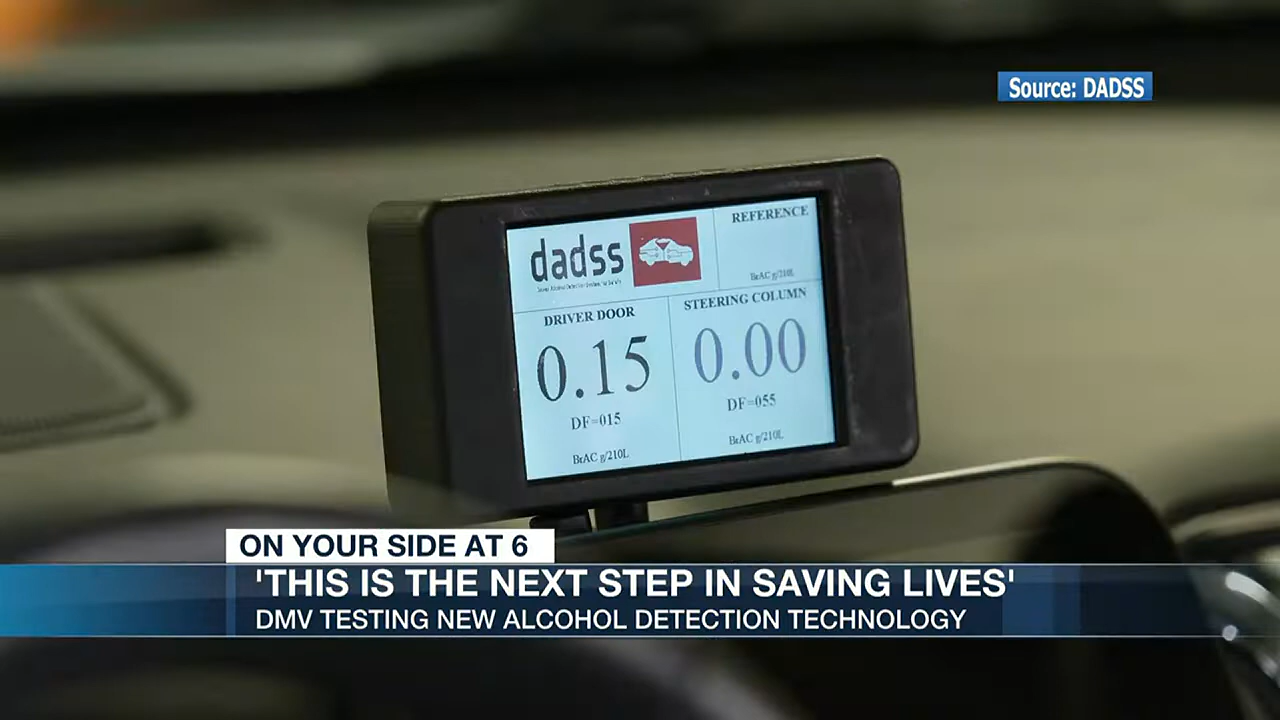 Source: DADSS
dadss
REFERENCE
BrAC g/210L
DRIVER DOOR
0.15
DF=015
BrAC g/210L
STEERING COLUMN
0.00
DF=055
BrAC g/210L
ON YOUR SIDE AT 6
'THIS IS THE NEXT STEP IN SAVING LIVES'
DMV TESTING NEW ALCOHOL DETECTION TECHNOLOGY